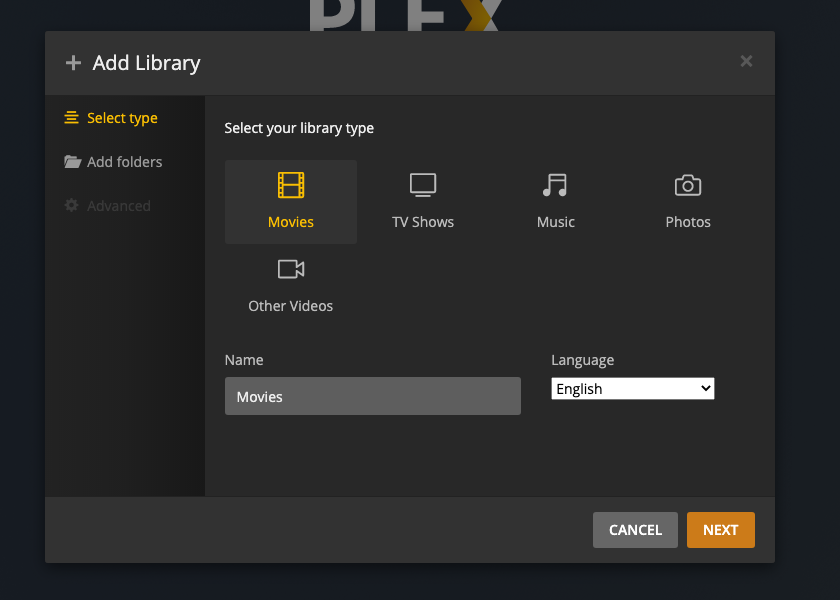 PLEX
Add Library
Select type
Add folders
Advanced
Select your library type
Movies
TV Shows
Music
Photos
Other Videos
Name
Language
Movies
English
CANCEL
NEXT